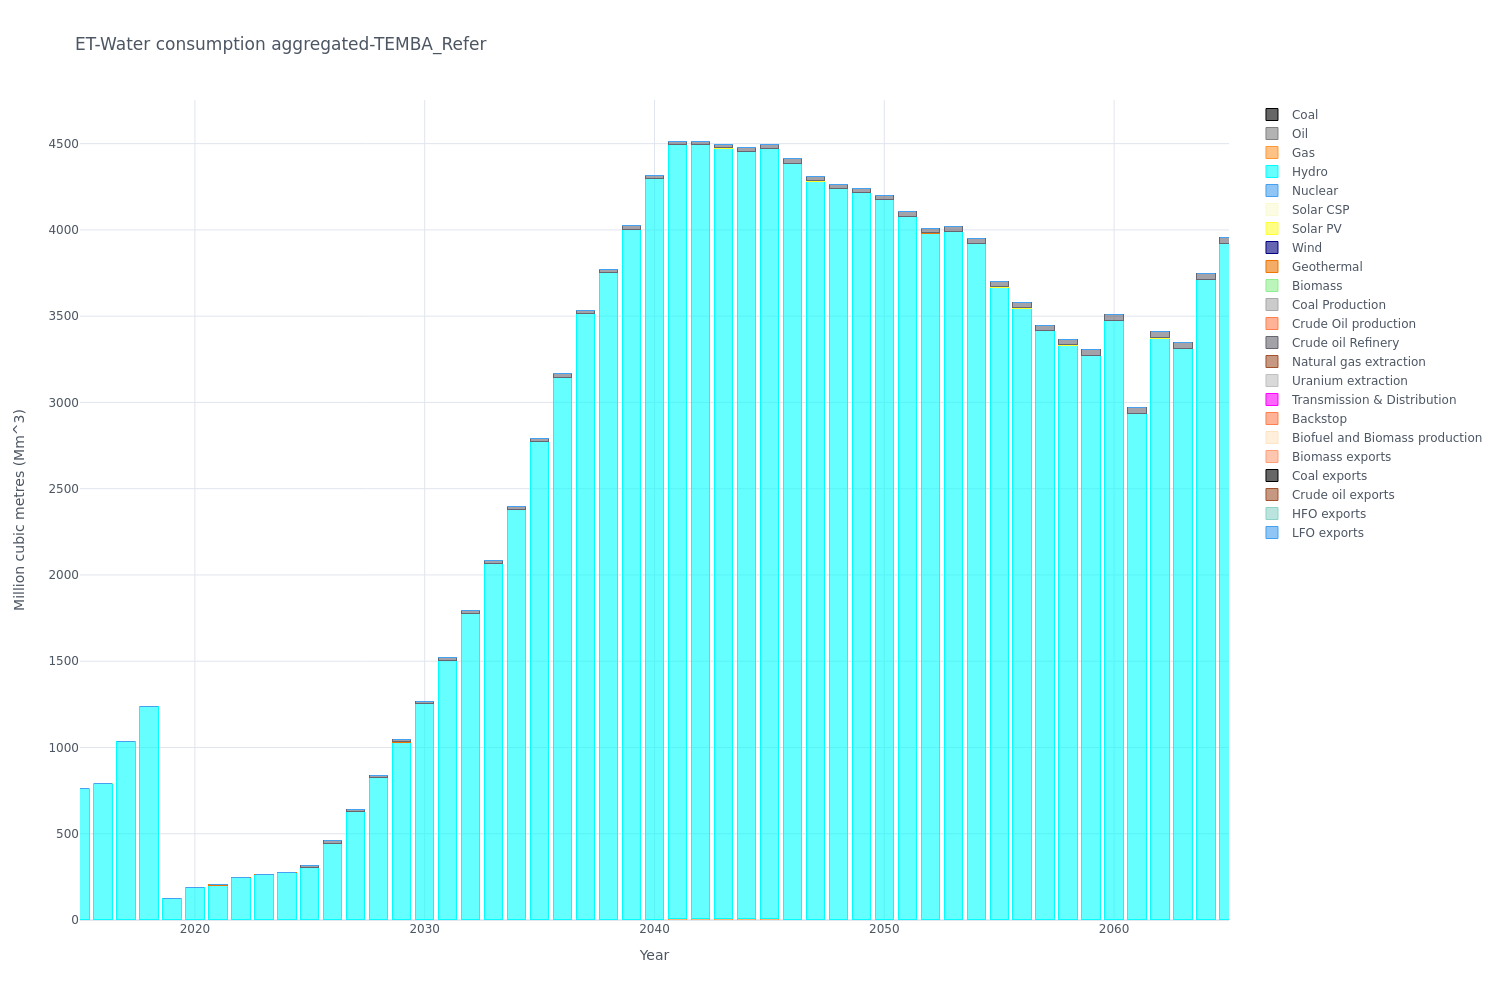 ET-Water consumption aggregated-TEMBA_Refer
Million cubic metres (Mm^3)
4500
4000
3500
3000
2500
2000
1500
1000
500
0
2020
2030
2040
2050
2060
Year
Coal
Oil
Gas
Hydro
Nuclear
Solar CSP
Solar PV
Wind
Geothermal
Biomass
Coal Production
Crude Oil production
Crude oil Refinery
Natural gas extraction
Uranium extraction
Transmission & Distribution
Backstop
Biofuel and Biomass production
Biomass exports
Coal exports
Crude oil exports
HFO exports
LFO exports